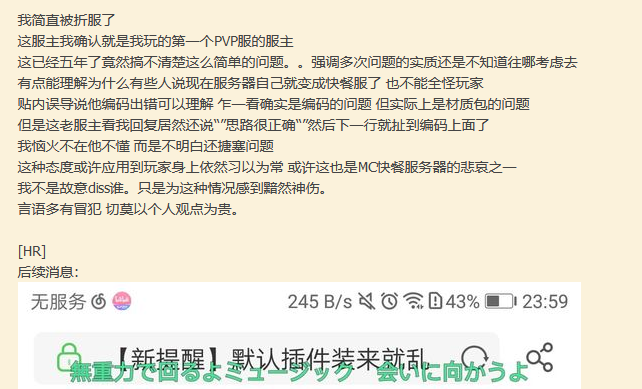 我简直被折服了
这服主我确认就是我玩的第一个PVP服的服主
这已经五年了竟然搞不清楚这么简单的问题。。强调多次问题的实质还是不知道往哪考虑去
有点能理解为什么有些人说现在服务器自己就变成快餐服了 也不能全怪玩家
贴内误导说他编码出错可以理解 乍一看确实是编码的问题 但实际上是材质包的问题
但是这老服主看我回复居然还说“”思路很正确“”然后下一行就扯到编码上面了
我恼火不在他不懂 而是不明白还搪塞问题
这种态度或许应用到玩家身上依然习以为常 或许这也是MC快餐服务器的悲哀之一
我不是故意diss谁。只是为这种情况感到黯然神伤。
言语多有冒犯 切莫以个人观点为贵。
[HR]
后续消息：
无服务 245 B/s 43% 23:59
【新提醒】默认插件装来就乱
無重力で回るよミュージック 会いに向かうよ